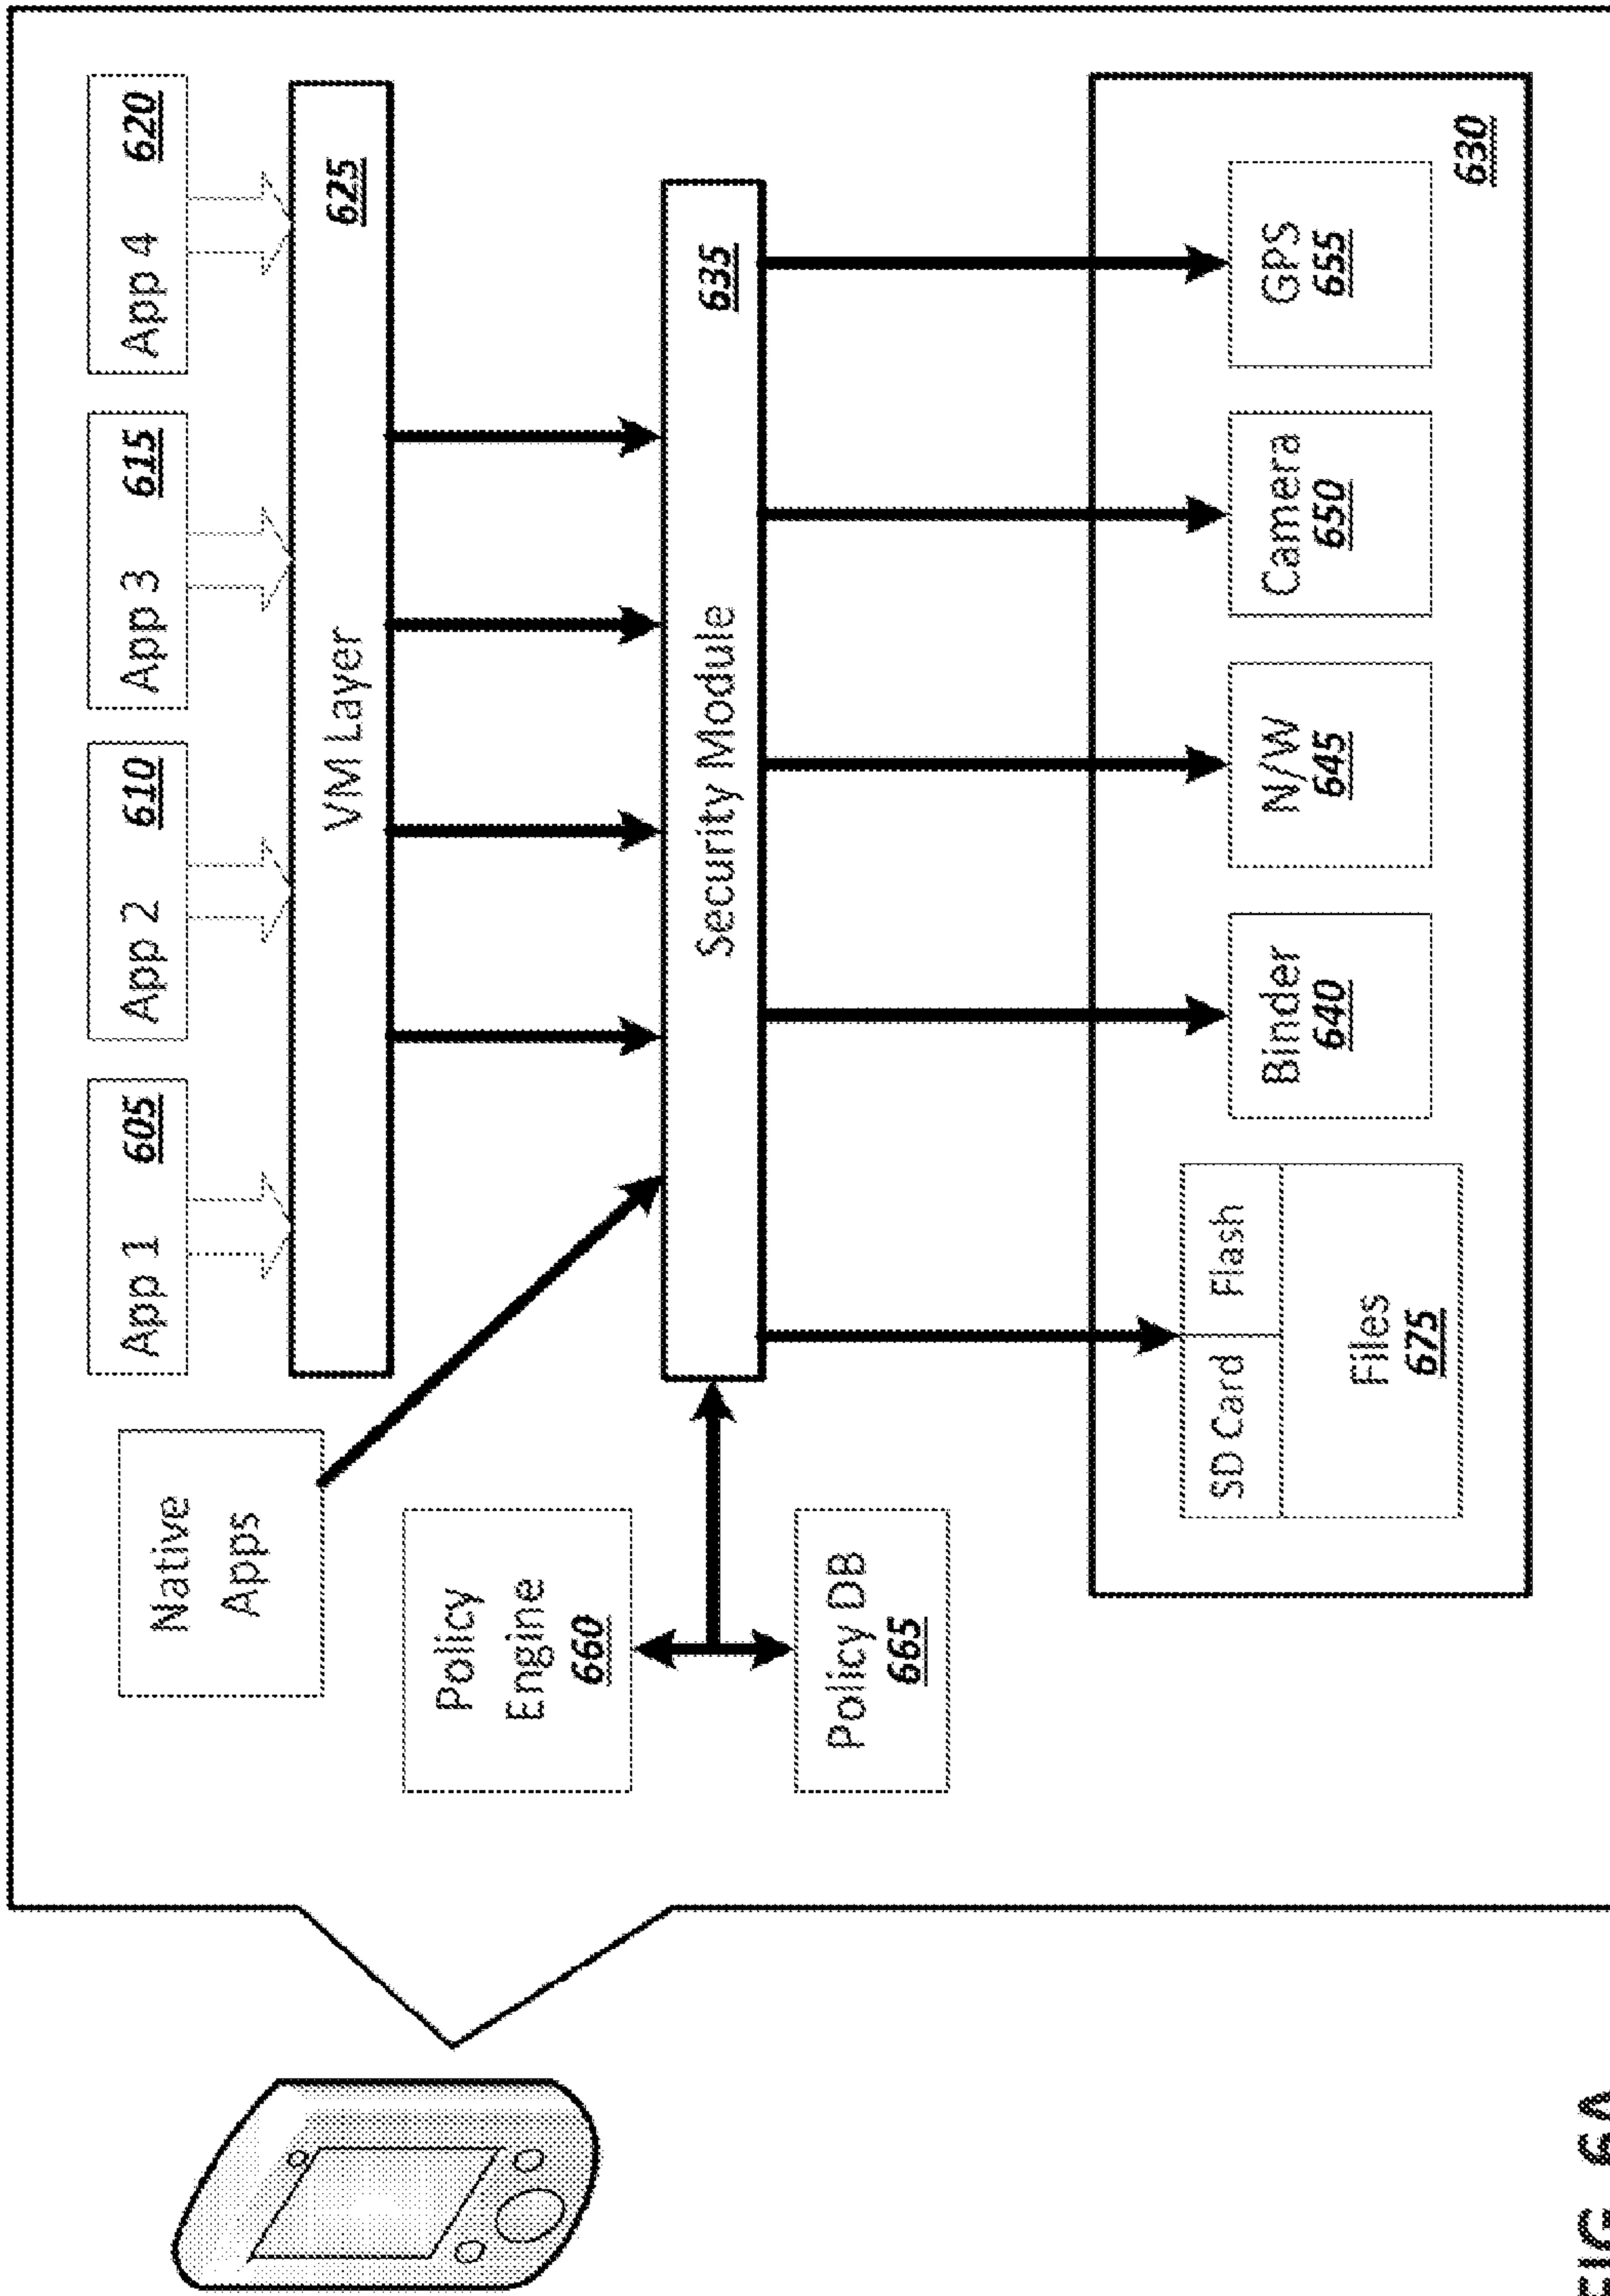 Native
Apps
App 1 605
App 2 610
App 3 615
App 4 620
VM Layer 625
Policy
Engine
660
Security Module 635
Policy DB
665
SD Card Flash
Files
675
Binder
640
N/W
645
Camera
650
GPS
655
630
FIG. 6A